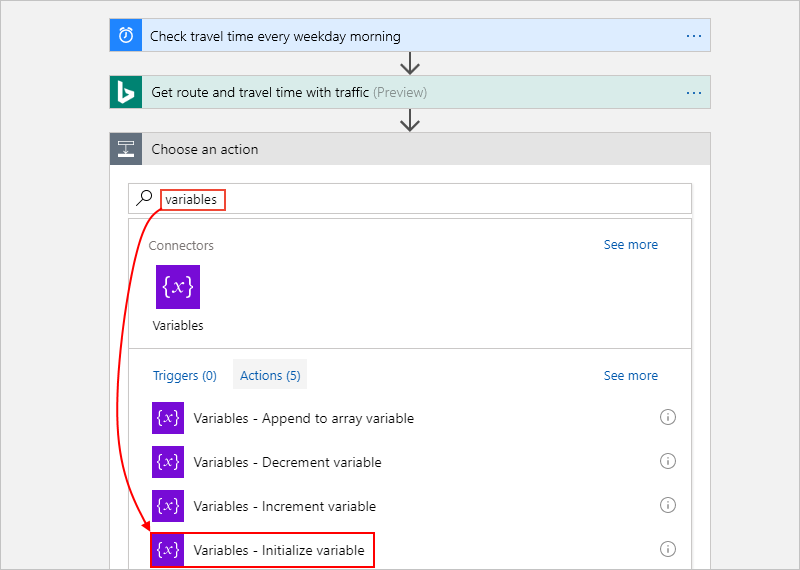 Check travel time every weekday morning
Get route and travel time with traffic (Preview)
Choose an action
variables
Connectors See more
{x}
Variables
Triggers (0) Actions (5) See more
{x} Variables - Append to array variable
{x} Variables - Decrement variable
{x} Variables - Increment variable
{x} Variables - Initialize variable